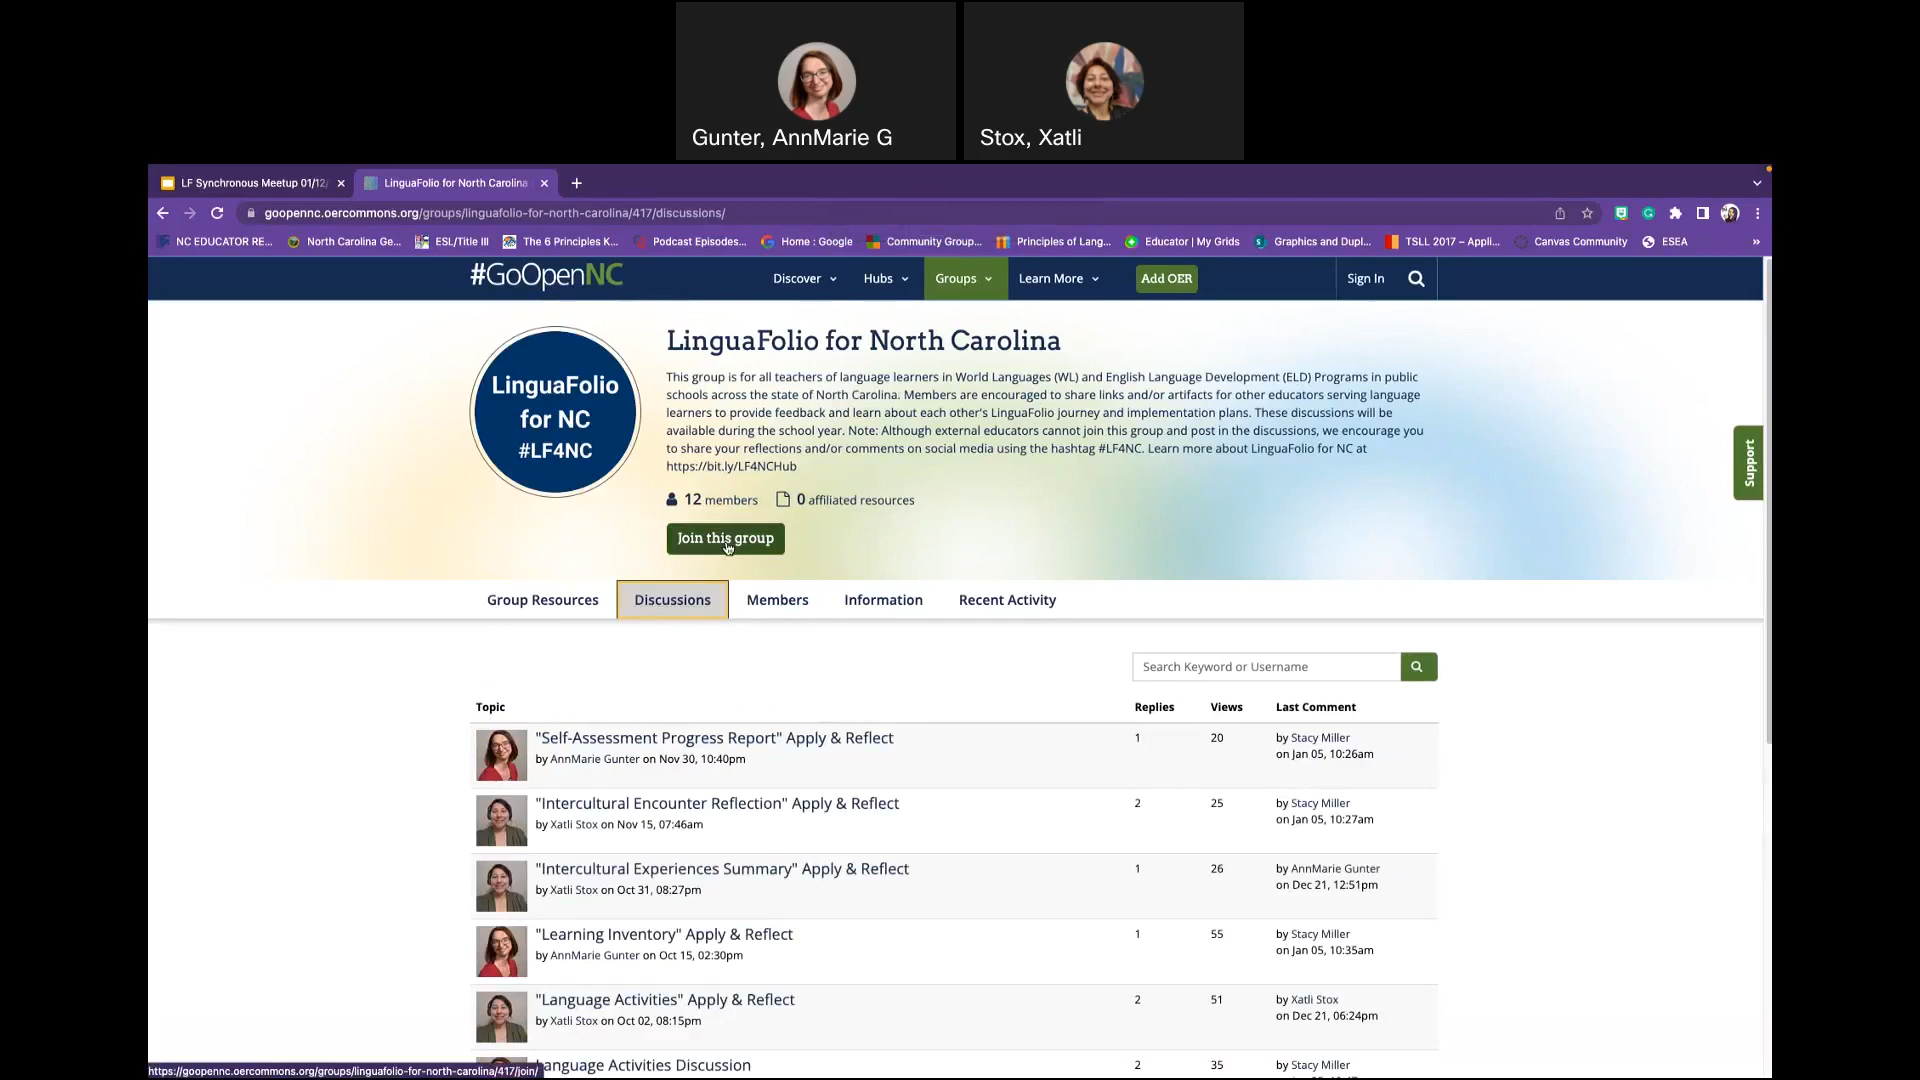 Gunter, AnnMarie G
Stox, Xatli
LF Synchronous Meetup 01/12/
LinguaFolio for North Carolina
goopennc.oercommons.org/groups/linguafolio-for-north-carolina/417/discussions/
NC EDUCATOR RE...
North Carolina Ge...
ESL/Title III
The 6 Principles K...
Podcast Episodes...
Home : Google
Community Group...
Principles of Lang...
Educator | My Grids
Graphics and Dupl...
TSLL 2017 – Appli...
Canvas Community
ESEA
»
#GoOpenNC
Discover
Hubs
Groups
Learn More
Add OER
Sign In
LinguaFolio
for NC
#LF4NC
LinguaFolio for North Carolina
This group is for all teachers of language learners in World Languages (WL) and English Language Development (ELD) Programs in public
schools across the state of North Carolina. Members are encouraged to share links and/or artifacts for other educators serving language
learners to provide feedback and learn about each other's LinguaFolio journey and implementation plans. These discussions will be
available during the school year. Note: Although external educators cannot join this group and post in the discussions, we encourage you
to share your reflections and/or comments on social media using the hashtag #LF4NC. Learn more about LinguaFolio for NC at
https://bit.ly/LF4NCHub
12 members
0 affiliated resources
Join this group
Support
Group Resources
Discussions
Members
Information
Recent Activity
Search Keyword or Username
Topic
Replies
Views
Last Comment
"Self-Assessment Progress Report" Apply & Reflect
by AnnMarie Gunter on Nov 30, 10:40pm
1
20
by Stacy Miller
on Jan 05, 10:26am
"Intercultural Encounter Reflection" Apply & Reflect
by Xatli Stox on Nov 15, 07:46am
2
25
by Stacy Miller
on Jan 05, 10:27am
"Intercultural Experiences Summary" Apply & Reflect
by Xatli Stox on Oct 31, 08:27pm
1
26
by AnnMarie Gunter
on Dec 21, 12:51pm
"Learning Inventory" Apply & Reflect
by AnnMarie Gunter on Oct 15, 02:30pm
1
55
by Stacy Miller
on Jan 05, 10:35am
"Language Activities" Apply & Reflect
by Xatli Stox on Oct 02, 08:15pm
2
51
by Xatli Stox
on Dec 21, 06:24pm
Language Activities Discussion
2
35
by Stacy Miller
https://goopennc.oercommons.org/groups/linguafolio-for-north-carolina/417/join/